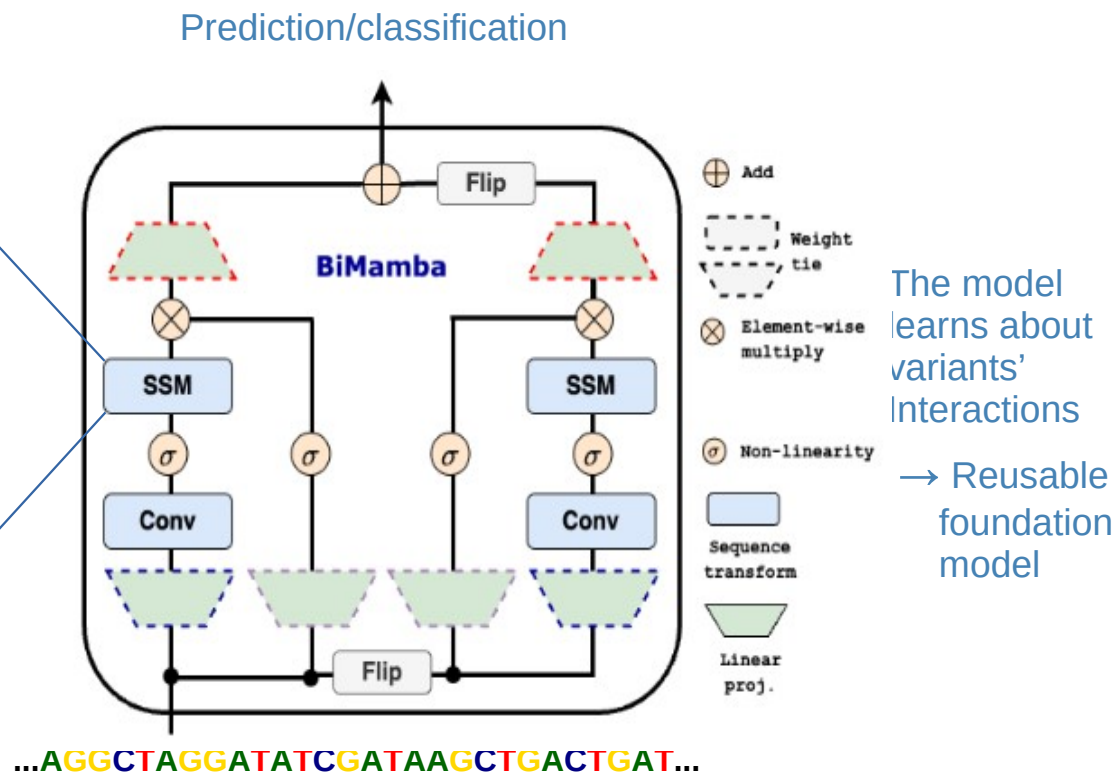 Prediction/classification
Flip
Add
BiMamba
Weight
tie
Element-wise
multiply
SSM
SSM
The model
learns about
variants'
Interactions
σ
σ
σ
σ
σ Non-linearity
→ Reusable
foundation
model
Conv
Conv
Sequence
transform
Flip
Linear
proj.
...AGGCTAGGATATCGATAAGCTGACTGAT...